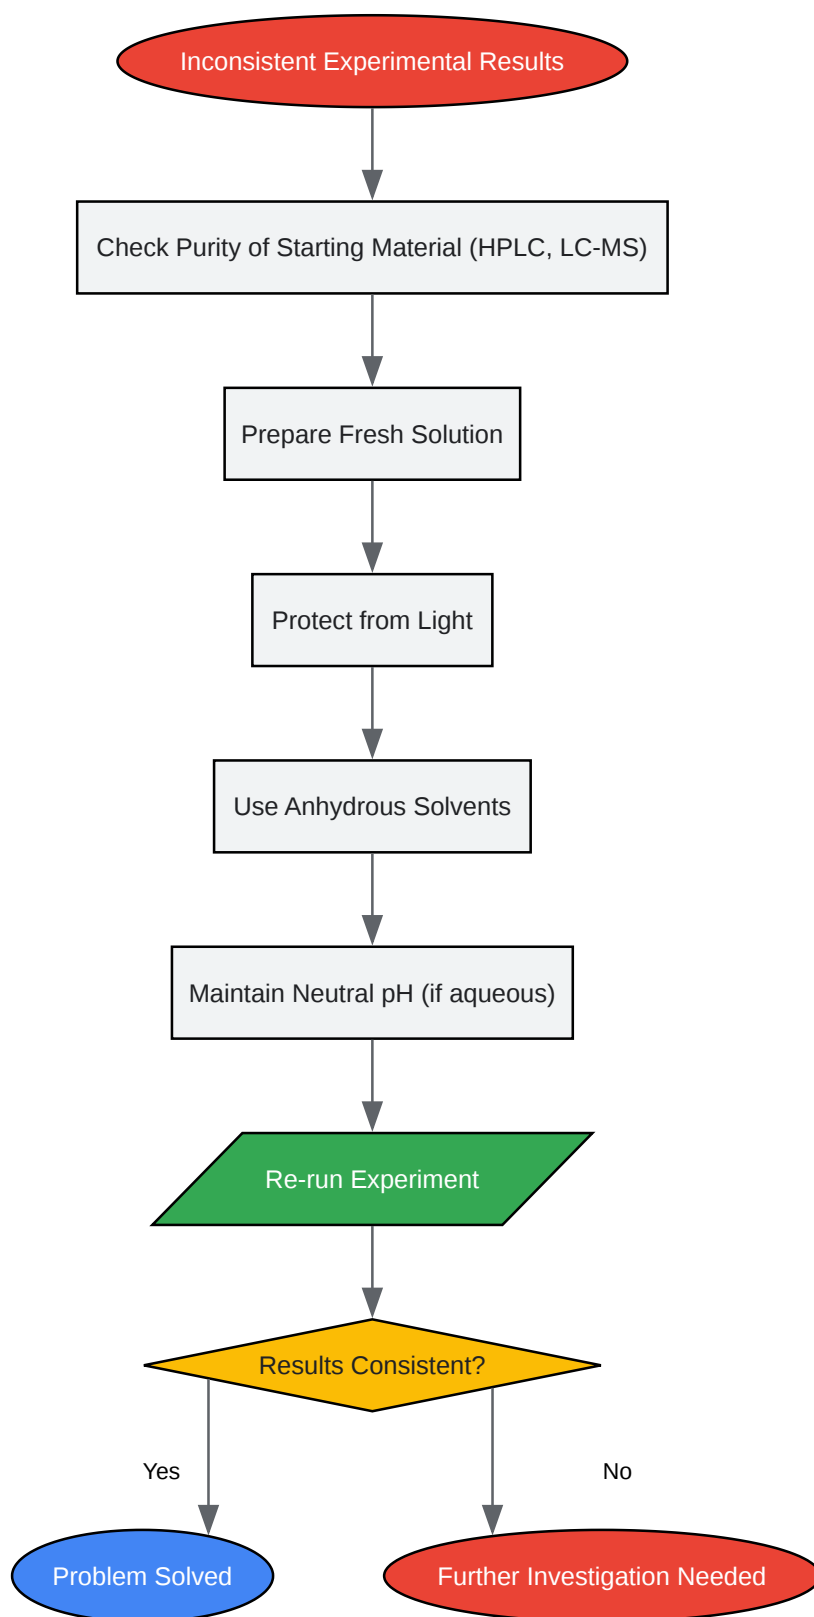 Inconsistent Experimental Results
Check Purity of Starting Material (HPLC, LC-MS)
Prepare Fresh Solution
Protect from Light
Use Anhydrous Solvents
Maintain Neutral pH (if aqueous)
Re-run Experiment
Results Consistent?
Yes
No
Problem Solved
Further Investigation Needed